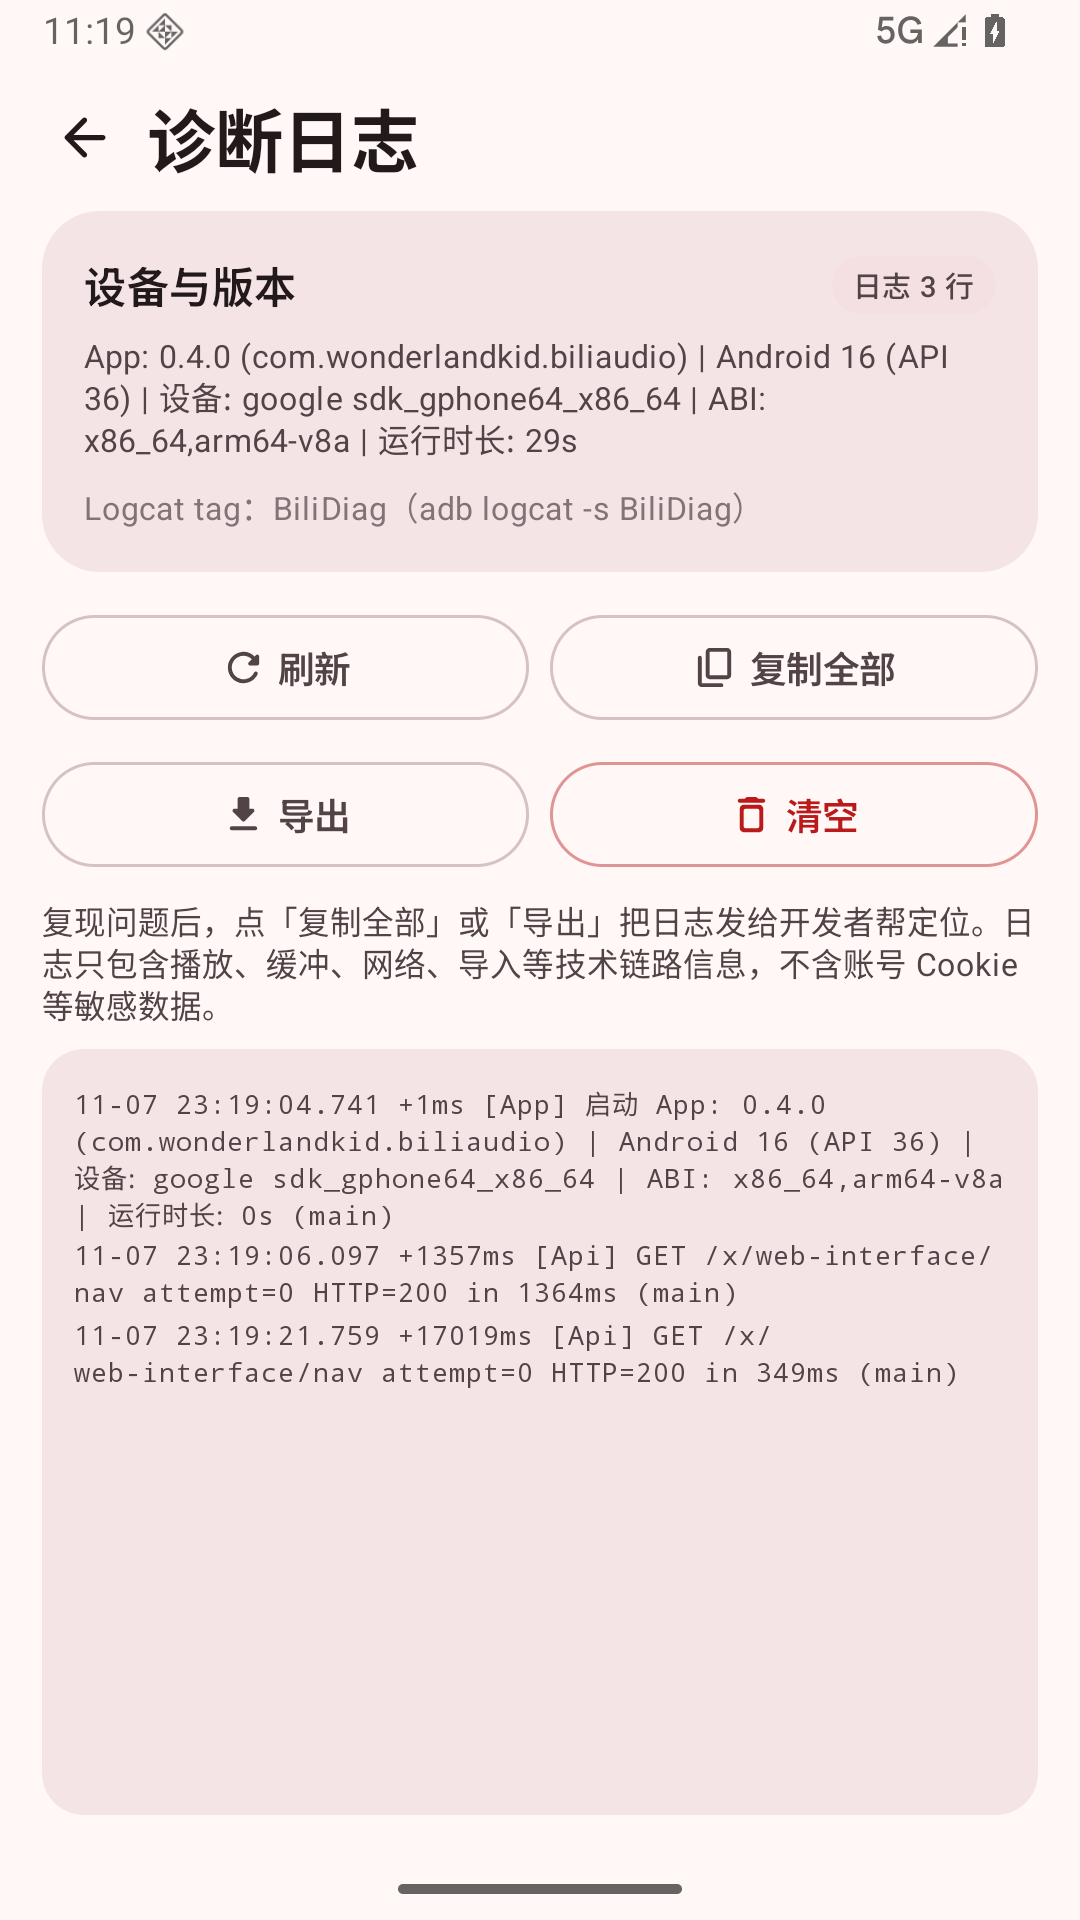 11:19
5G
诊断日志
设备与版本
日志 3 行
App: 0.4.0 (com.wonderlandkid.biliaudio) | Android 16 (API
36) | 设备: google sdk_gphone64_x86_64 | ABI:
x86_64,arm64-v8a | 运行时长: 29s
Logcat tag：BiliDiag（adb logcat -s BiliDiag）
刷新
复制全部
导出
清空
复现问题后，点「复制全部」或「导出」把日志发给开发者帮定位。日
志只包含播放、缓冲、网络、导入等技术链路信息，不含账号 Cookie
等敏感数据。
11-07 23:19:04.741 +1ms [App] 启动 App: 0.4.0
(com.wonderlandkid.biliaudio) | Android 16 (API 36) |
设备: google sdk_gphone64_x86_64 | ABI: x86_64,arm64-v8a
| 运行时长: 0s (main)
11-07 23:19:06.097 +1357ms [Api] GET /x/web-interface/
nav attempt=0 HTTP=200 in 1364ms (main)
11-07 23:19:21.759 +17019ms [Api] GET /x/
web-interface/nav attempt=0 HTTP=200 in 349ms (main)